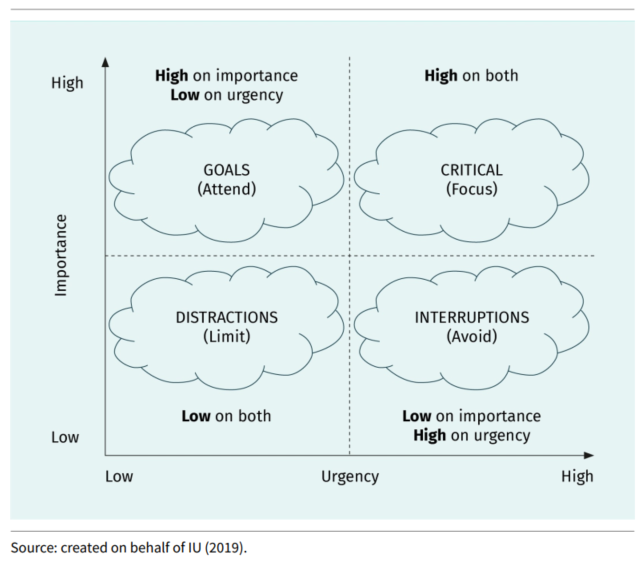 High
High on importance
Low on urgency
High on both
GOALS
(Attend)
CRITICAL
(Focus)
Importance
DISTRACTIONS
(Limit)
INTERRUPTIONS
(Avoid)
Low on both
Low on importance
High on urgency
Low
Low
Urgency
High
Source: created on behalf of IU (2019).